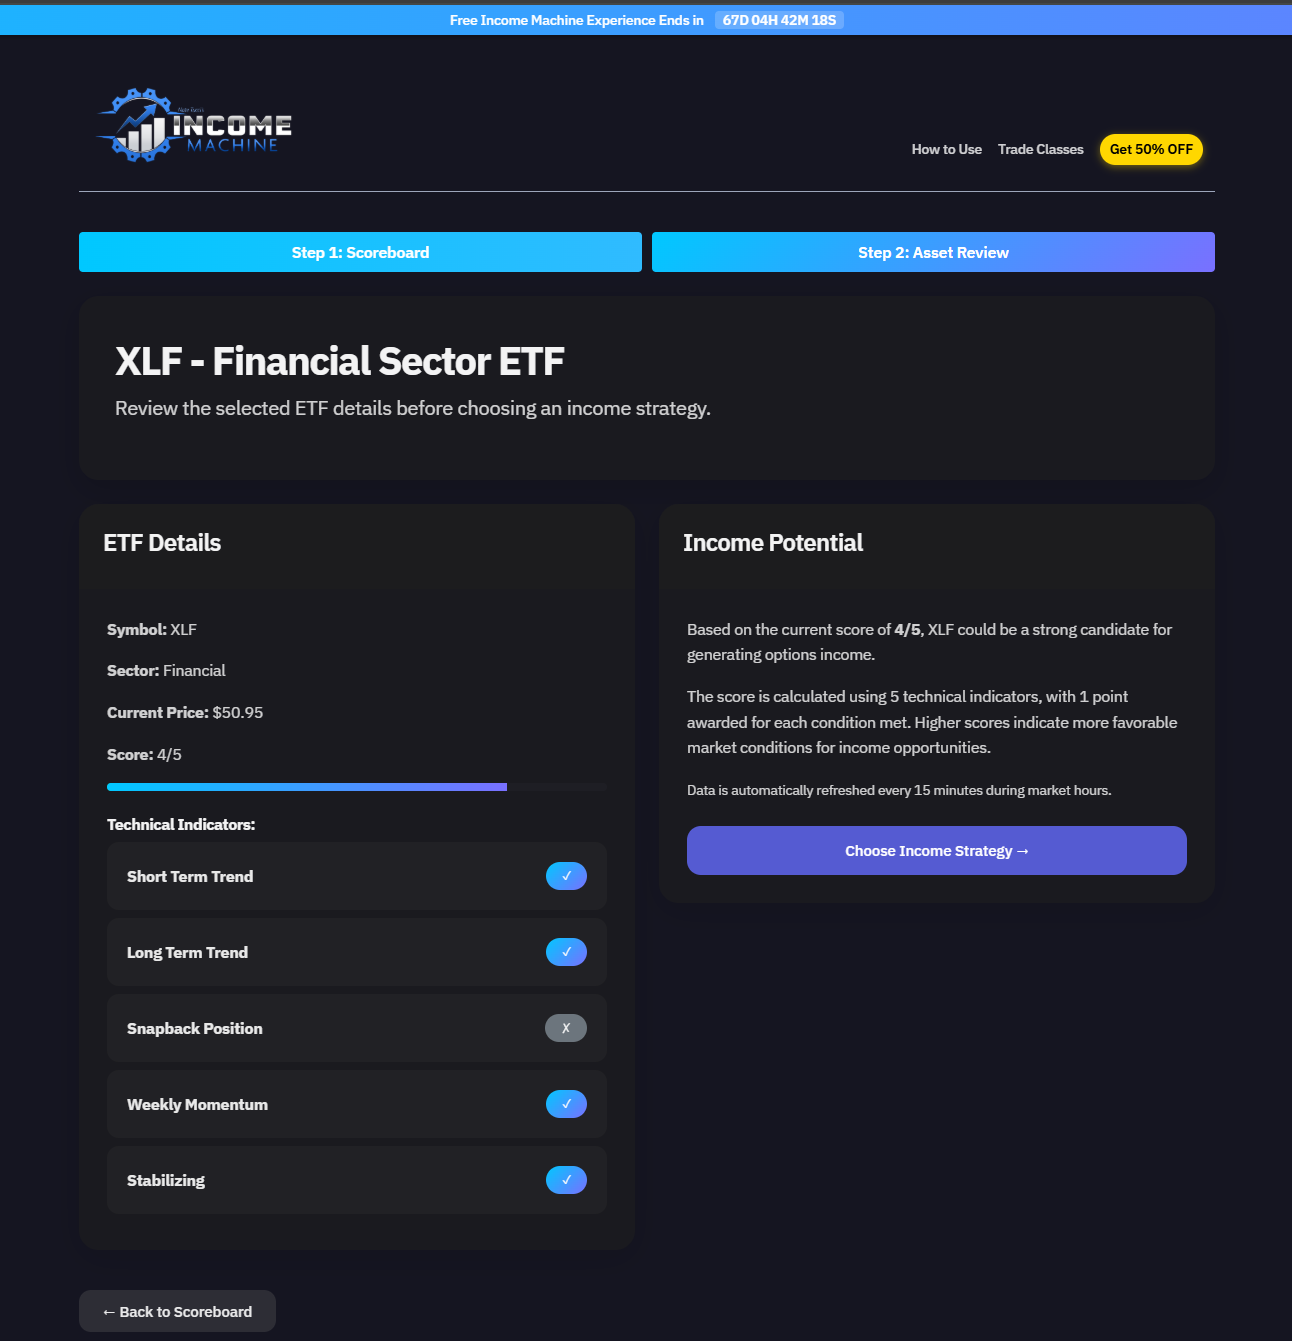 Free Income Machine Experience Ends in 67D 04H 42M 18S
INCOME
MACHINE
How to Use Trade Classes Get 50% OFF
Step 1: Scoreboard
Step 2: Asset Review
XLF - Financial Sector ETF
Review the selected ETF details before choosing an income strategy.
ETF Details
Symbol: XLF
Sector: Financial
Current Price: $50.95
Score: 4/5
Technical Indicators:
Short Term Trend ✓
Long Term Trend ✓
Snapback Position ✗
Weekly Momentum ✓
Stabilizing ✓
Income Potential
Based on the current score of 4/5, XLF could be a strong candidate for
generating options income.
The score is calculated using 5 technical indicators, with 1 point
awarded for each condition met. Higher scores indicate more favorable
market conditions for income opportunities.
Data is automatically refreshed every 15 minutes during market hours.
Choose Income Strategy →
← Back to Scoreboard